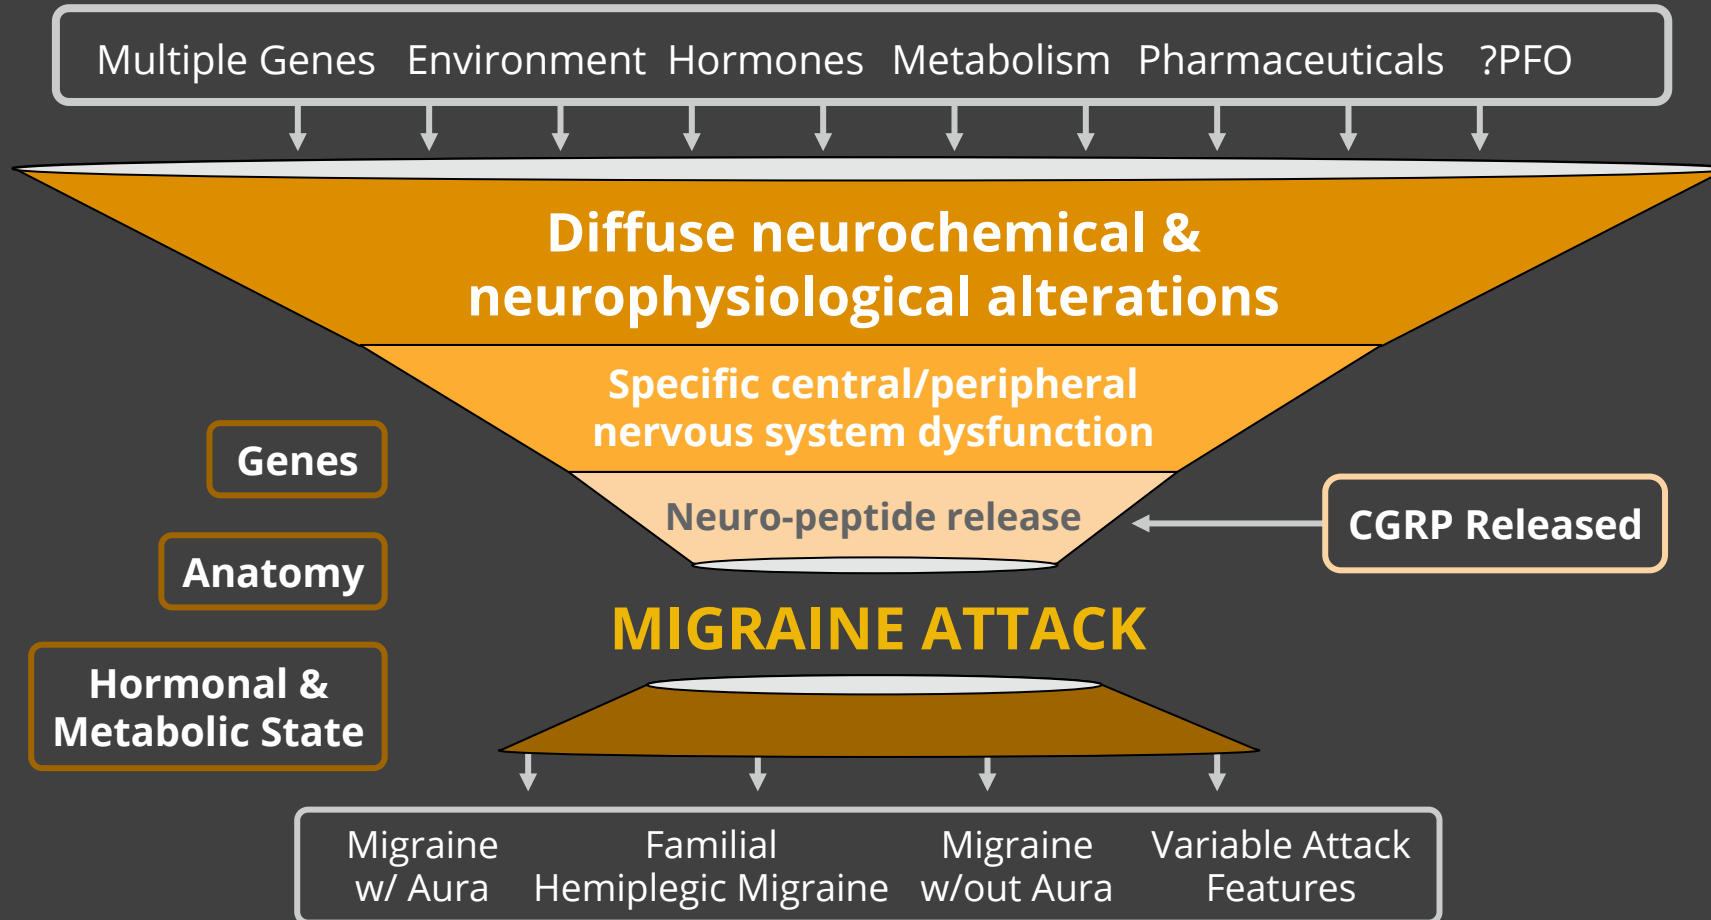 Multiple Genes Environment Hormones Metabolism Pharmaceuticals ?PFO
Diffuse neurochemical &
neurophysiological alterations
Specific central/peripheral
nervous system dysfunction
Neuro-peptide release
CGRP Released
Genes
Anatomy
Hormonal &
Metabolic State
MIGRAINE ATTACK
Migraine
w/ Aura
Familial
Hemiplegic Migraine
Migraine
w/out Aura
Variable Attack
Features